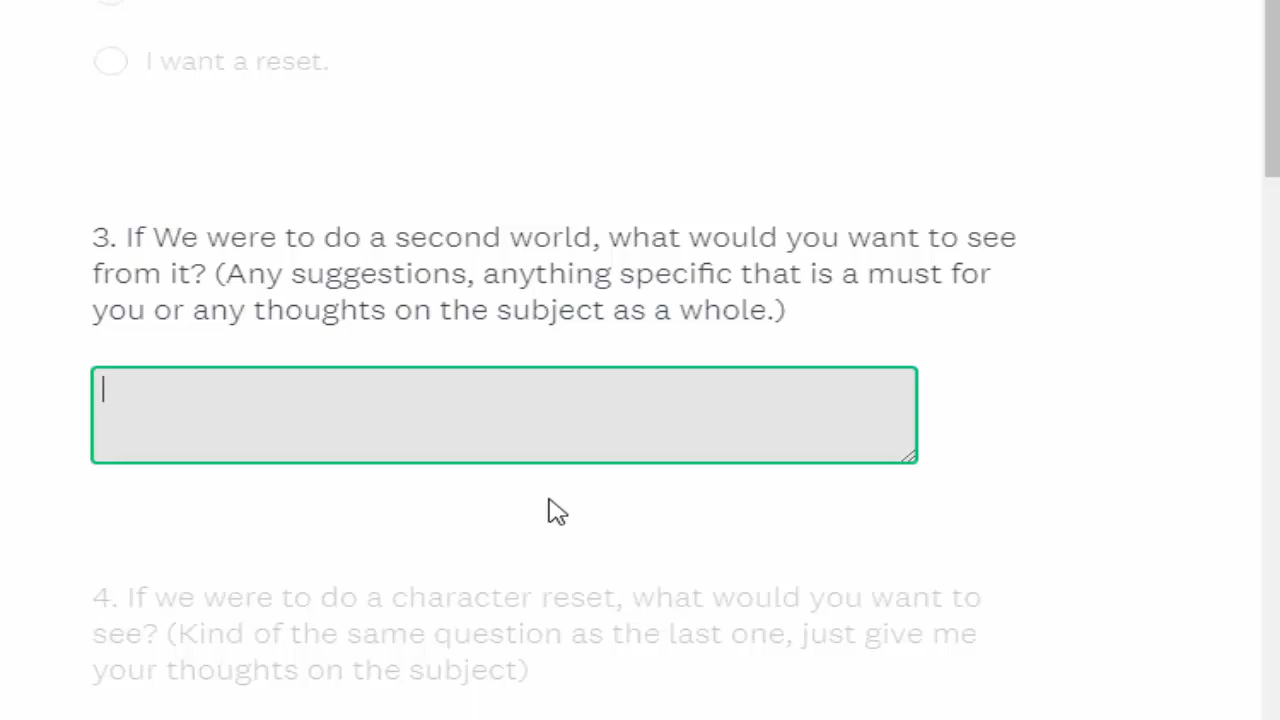 I want a reset.
3. If We were to do a second world, what would you want to see
from it? (Any suggestions, anything specific that is a must for
you or any thoughts on the subject as a whole.)
4. If we were to do a character reset, what would you want to
see? (Kind of the same question as the last one, just give me
your thoughts on the subject)